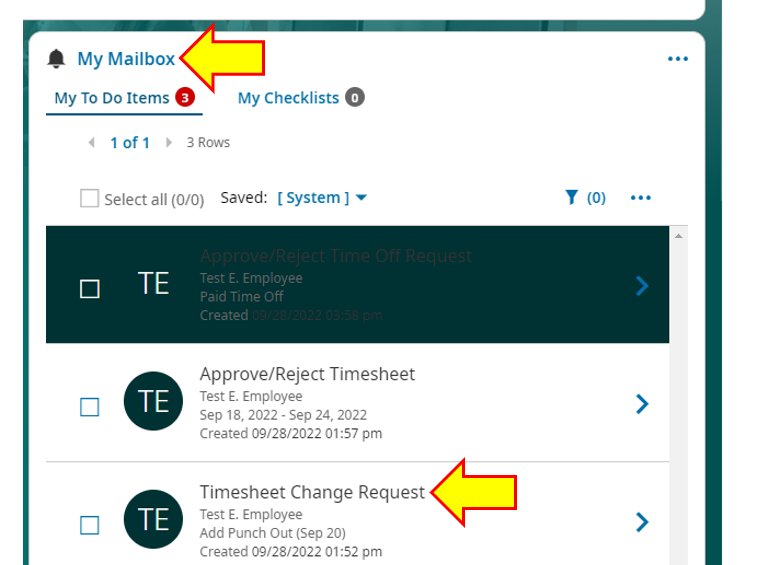 My Mailbox
My To Do Items 3 My Checklists 0
1 of 1 3 Rows
Select all (0/0) Saved: [ System ] (0)
Approve/Reject Time Off Request
TE
Test E. Employee
Paid Time Off
Created 09/28/2022 03:58 pm
Approve/Reject Timesheet
TE
Test E. Employee
Sep 18, 2022 - Sep 24, 2022
Created 09/28/2022 01:57 pm
Timesheet Change Request
TE
Test E. Employee
Add Punch Out (Sep 20)
Created 09/28/2022 01:52 pm